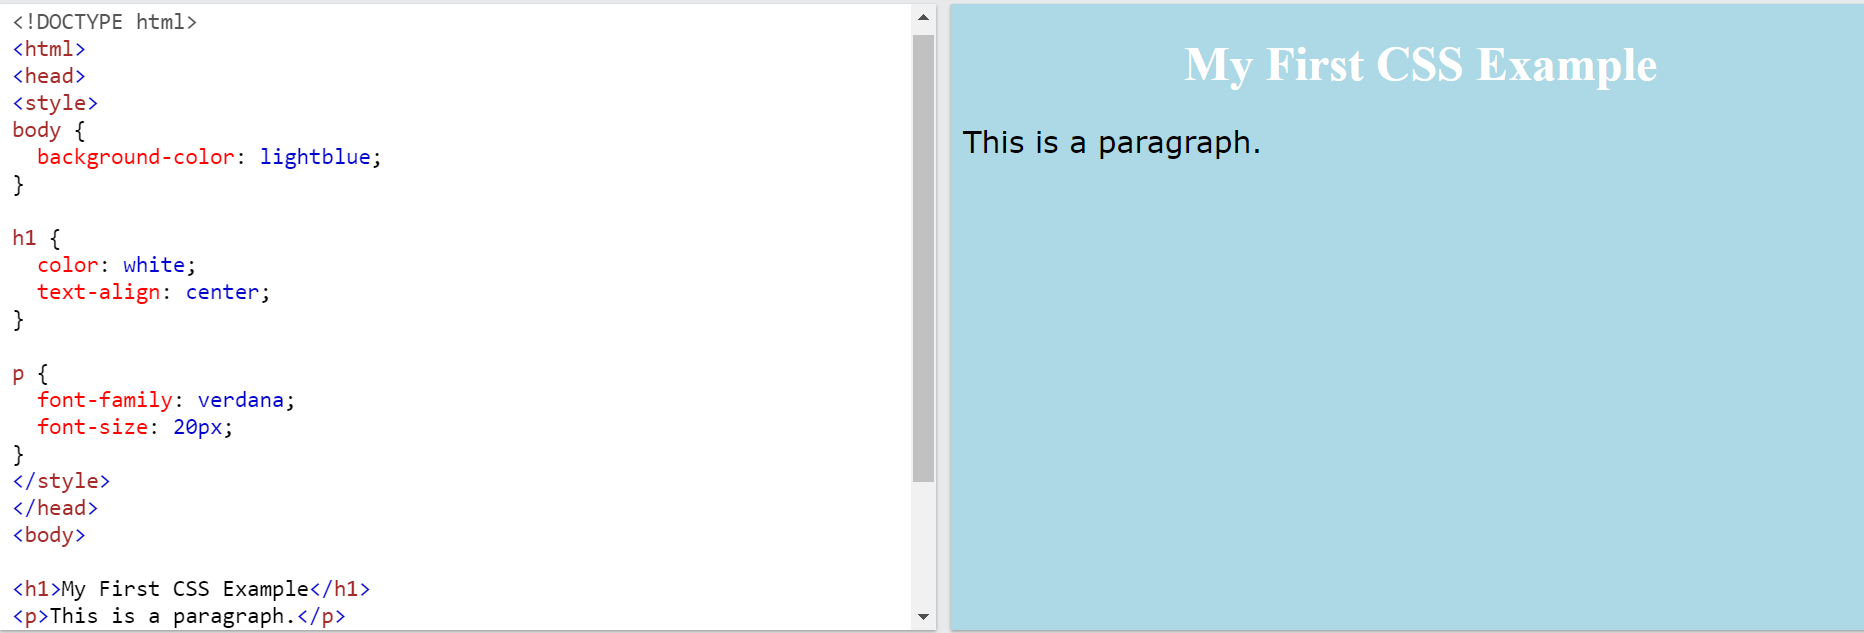 <!DOCTYPE html>
<html>
<head>
<style>
body {
  background-color: lightblue;
}

h1 {
  color: white;
  text-align: center;
}

p {
  font-family: verdana;
  font-size: 20px;
}
</style>
</head>
<body>

<h1>My First CSS Example</h1>
<p>This is a paragraph.</p>
My First CSS Example
This is a paragraph.